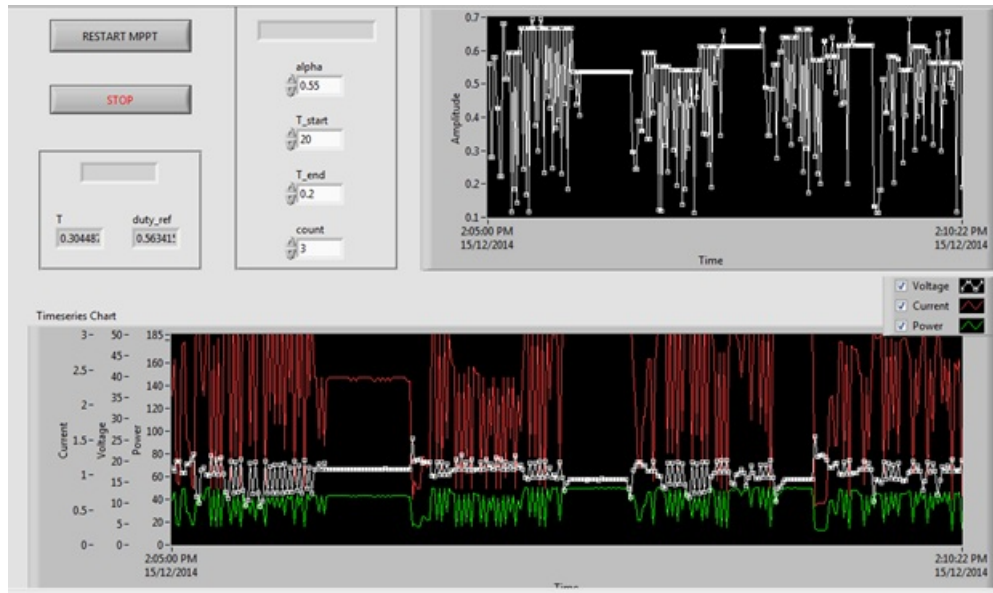 RESTART MPPT
STOP
T
duty_ref
0.304487
0.56341
alpha
0.55
T_start
20
T_end
0.2
count
3
0.7-
0.6-
0.5-
0.4-
0.3-
0.2-
0.1-
Amplitude
2:05:00 PM
15/12/2014
2:10:22 PM
15/12/2014
Time
Voltage
Current
Power
Timeseries Chart
3-
2.5-
2-
1.5-
1-
0.5-
0-
Current
50-
45-
40-
35-
30-
25-
20-
15-
10-
5-
0-
Voltage
185-
160-
140-
120-
100-
80-
60-
40-
20-
0-
Power
2:05:00 PM
15/12/2014
2:10:22 PM
15/12/2014
Time